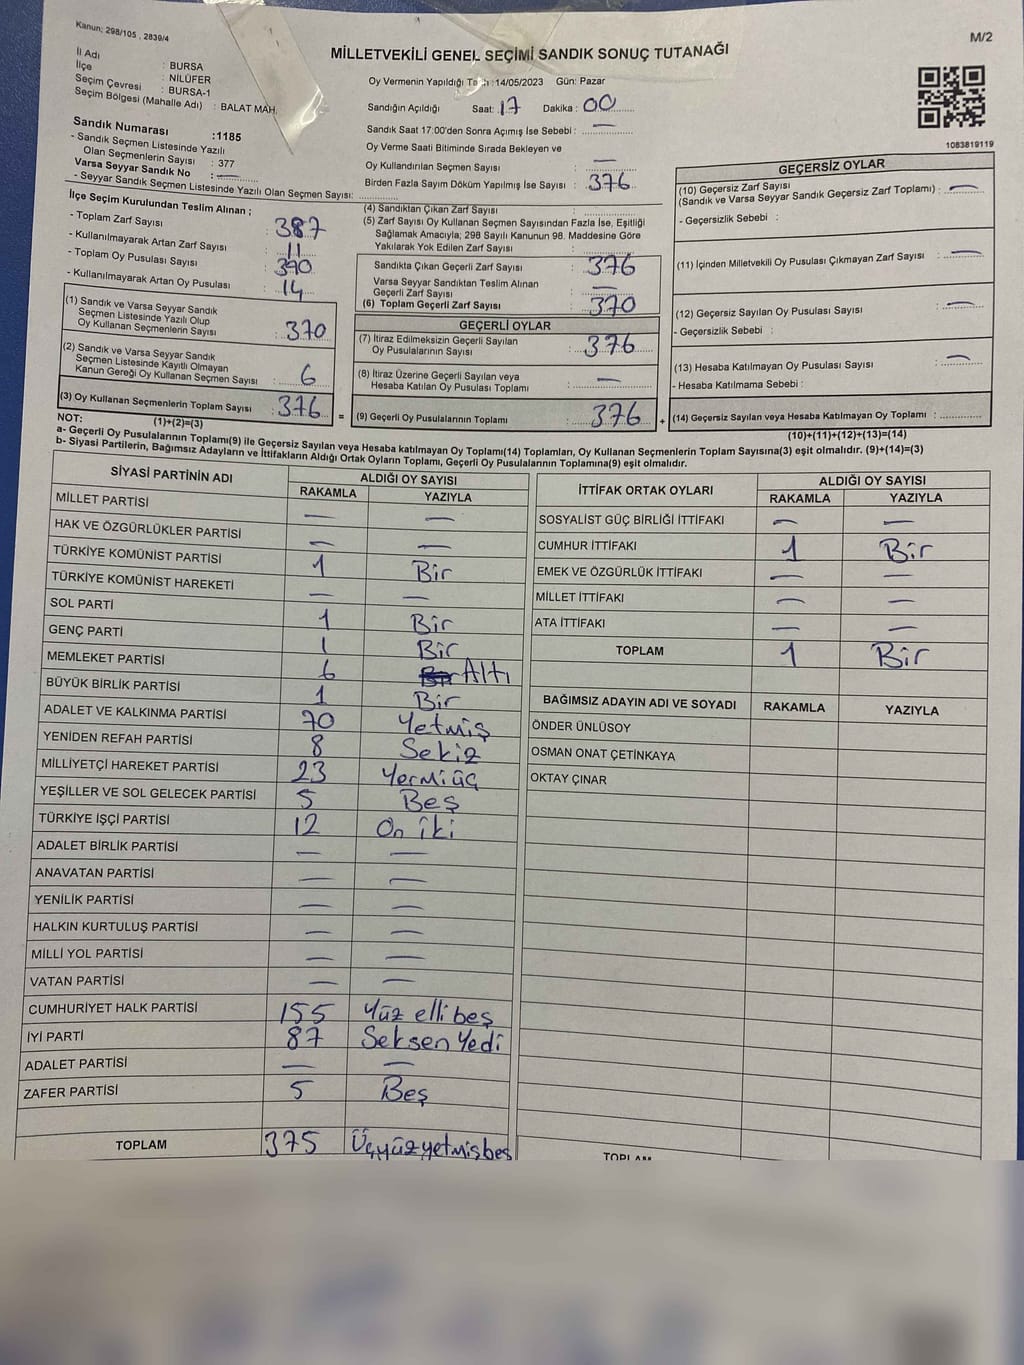 Kanun; 298/105 , 2839/4
M/2
MİLLETVEKİLİ GENEL SEÇİMİ SANDIK SONUÇ TUTANAĞI
İl Adı : BURSA
İlçe : NİLÜFER
Seçim Çevresi : BURSA-1
Seçim Bölgesi (Mahalle Adı) : BALAT MAH.
Oy Vermenin Yapıldığı :14/05/2023 Gün: Pazar
Sandığın Açıldığı Saat: 17 Dakika : 00
Sandık Saat 17:00'den Sonra Açımış İse Sebebi : —
Oy Verme Saati Bitiminde Sırada Bekleyen ve
Oy Kullandırılan Seçmen Sayısı —
Birden Fazla Sayım Döküm Yapılmış İse Sayısı : 376
1083819119
Sandık Numarası :1185
- Sandık Seçmen Listesinde Yazılı
Olan Seçmenlerin Sayısı : 377
Varsa Seyyar Sandık No : —
- Seyyar Sandık Seçmen Listesinde Yazılı Olan Seçmen Sayısı:
İlçe Seçim Kurulundan Teslim Alınan ;
- Toplam Zarf Sayısı : 387
- Kullanılmayarak Artan Zarf Sayısı : 11
- Toplam Oy Pusulası Sayısı : 390
- Kullanılmayarak Artan Oy Pusulası : 14
(1) Sandık ve Varsa Seyyar Sandık
Seçmen Listesinde Yazılı Olup
Oy Kullanan Seçmenlerin Sayısı : 370
(2) Sandık ve Varsa Seyyar Sandık
Seçmen Listesinde Kayıtlı Olmayan
Kanun Gereği Oy Kullanan Seçmen Sayısı : 6
(3) Oy Kullanan Seçmenlerin Toplam Sayısı : 376
(1)+(2)=(3)
(4) Sandıktan Çıkan Zarf Sayısı :
(5) Zarf Sayısı Oy Kullanan Seçmen Sayısından Fazla İse, Eşitliği
Sağlamak Amacıyla; 298 Sayılı Kanunun 98. Maddesine Göre
Yakılarak Yok Edilen Zarf Sayısı :
Sandıkta Çıkan Geçerli Zarf Sayısı : 376
Varsa Seyyar Sandıktan Teslim Alınan
Geçerli Zarf Sayısı : —
(6) Toplam Geçerli Zarf Sayısı : 370
GEÇERLİ OYLAR
(7) İtiraz Edilmeksizin Geçerli Sayılan
Oy Pusulalarının Sayısı : 376
(8) İtiraz Üzerine Geçerli Sayılan veya
Hesaba Katılan Oy Pusulası Toplamı : —
= (9) Geçerli Oy Pusulalarının Toplamı : 376 +
GEÇERSİZ OYLAR
(10) Geçersiz Zarf Sayısı
(Sandık ve Varsa Seyyar Sandık Geçersiz Zarf Toplamı) : —
- Geçersizlik Sebebi :
(11) İçinden Milletvekili Oy Pusulası Çıkmayan Zarf Sayısı : —
(12) Geçersiz Sayılan Oy Pusulası Sayısı : —
- Geçersizlik Sebebi :
(13) Hesaba Katılmayan Oy Pusulası Sayısı : —
- Hesaba Katılmama Sebebi :
(14) Geçersiz Sayılan veya Hesaba Katılmayan Oy Toplamı :
(10)+(11)+(12)+(13)=(14)
NOT:
a- Geçerli Oy Pusulalarının Toplamı(9) ile Geçersiz Sayılan veya Hesaba katılmayan Oy Toplamı(14) Toplamları, Oy Kullanan Seçmenlerin Toplam Sayısına(3) eşit olmalıdır. (9)+(14)=(3)
b- Siyasi Partilerin, Bağımsız Adayların ve İttifakların Aldığı Ortak Oyların Toplamı, Geçerli Oy Pusulalarının Toplamına(9) eşit olmalıdır.
SİYASİ PARTİNİN ADI ALDIĞI OY SAYISI
RAKAMLA YAZIYLA
MİLLET PARTİSİ — —
HAK VE ÖZGÜRLÜKLER PARTİSİ — —
TÜRKİYE KOMÜNİST PARTİSİ 1 Bir
TÜRKİYE KOMÜNİST HAREKETİ — —
SOL PARTİ 1 Bir
GENÇ PARTİ 1 Bir
MEMLEKET PARTİSİ 6 Altı
BÜYÜK BİRLİK PARTİSİ 1 Bir
ADALET VE KALKINMA PARTİSİ 70 Yetmiş
YENİDEN REFAH PARTİSİ 8 Sekiz
MİLLİYETÇİ HAREKET PARTİSİ 23 Yermi üç
YEŞİLLER VE SOL GELECEK PARTİSİ 5 Beş
TÜRKİYE İŞÇİ PARTİSİ 12 On iki
ADALET BİRLİK PARTİSİ — —
ANAVATAN PARTİSİ — —
YENİLİK PARTİSİ — —
HALKIN KURTULUŞ PARTİSİ — —
MİLLİ YOL PARTİSİ — —
VATAN PARTİSİ — —
CUMHURİYET HALK PARTİSİ 155 Yüz elli beş
İYİ PARTİ 87 Seksen Yedi
ADALET PARTİSİ — —
ZAFER PARTİSİ 5 Beş
TOPLAM 375 Üçyüzyetmişbeş
İTTİFAK ORTAK OYLARI ALDIĞI OY SAYISI
RAKAMLA YAZIYLA
SOSYALİST GÜÇ BİRLİĞİ İTTİFAKI — —
CUMHUR İTTİFAKI 1 Bir
EMEK VE ÖZGÜRLÜK İTTİFAKI — —
MİLLET İTTİFAKI — —
ATA İTTİFAKI — —
TOPLAM 1 Bir
BAĞIMSIZ ADAYIN ADI VE SOYADI RAKAMLA YAZIYLA
ÖNDER ÜNLÜSOY
OSMAN ONAT ÇETİNKAYA
OKTAY ÇINAR
TOPLAM